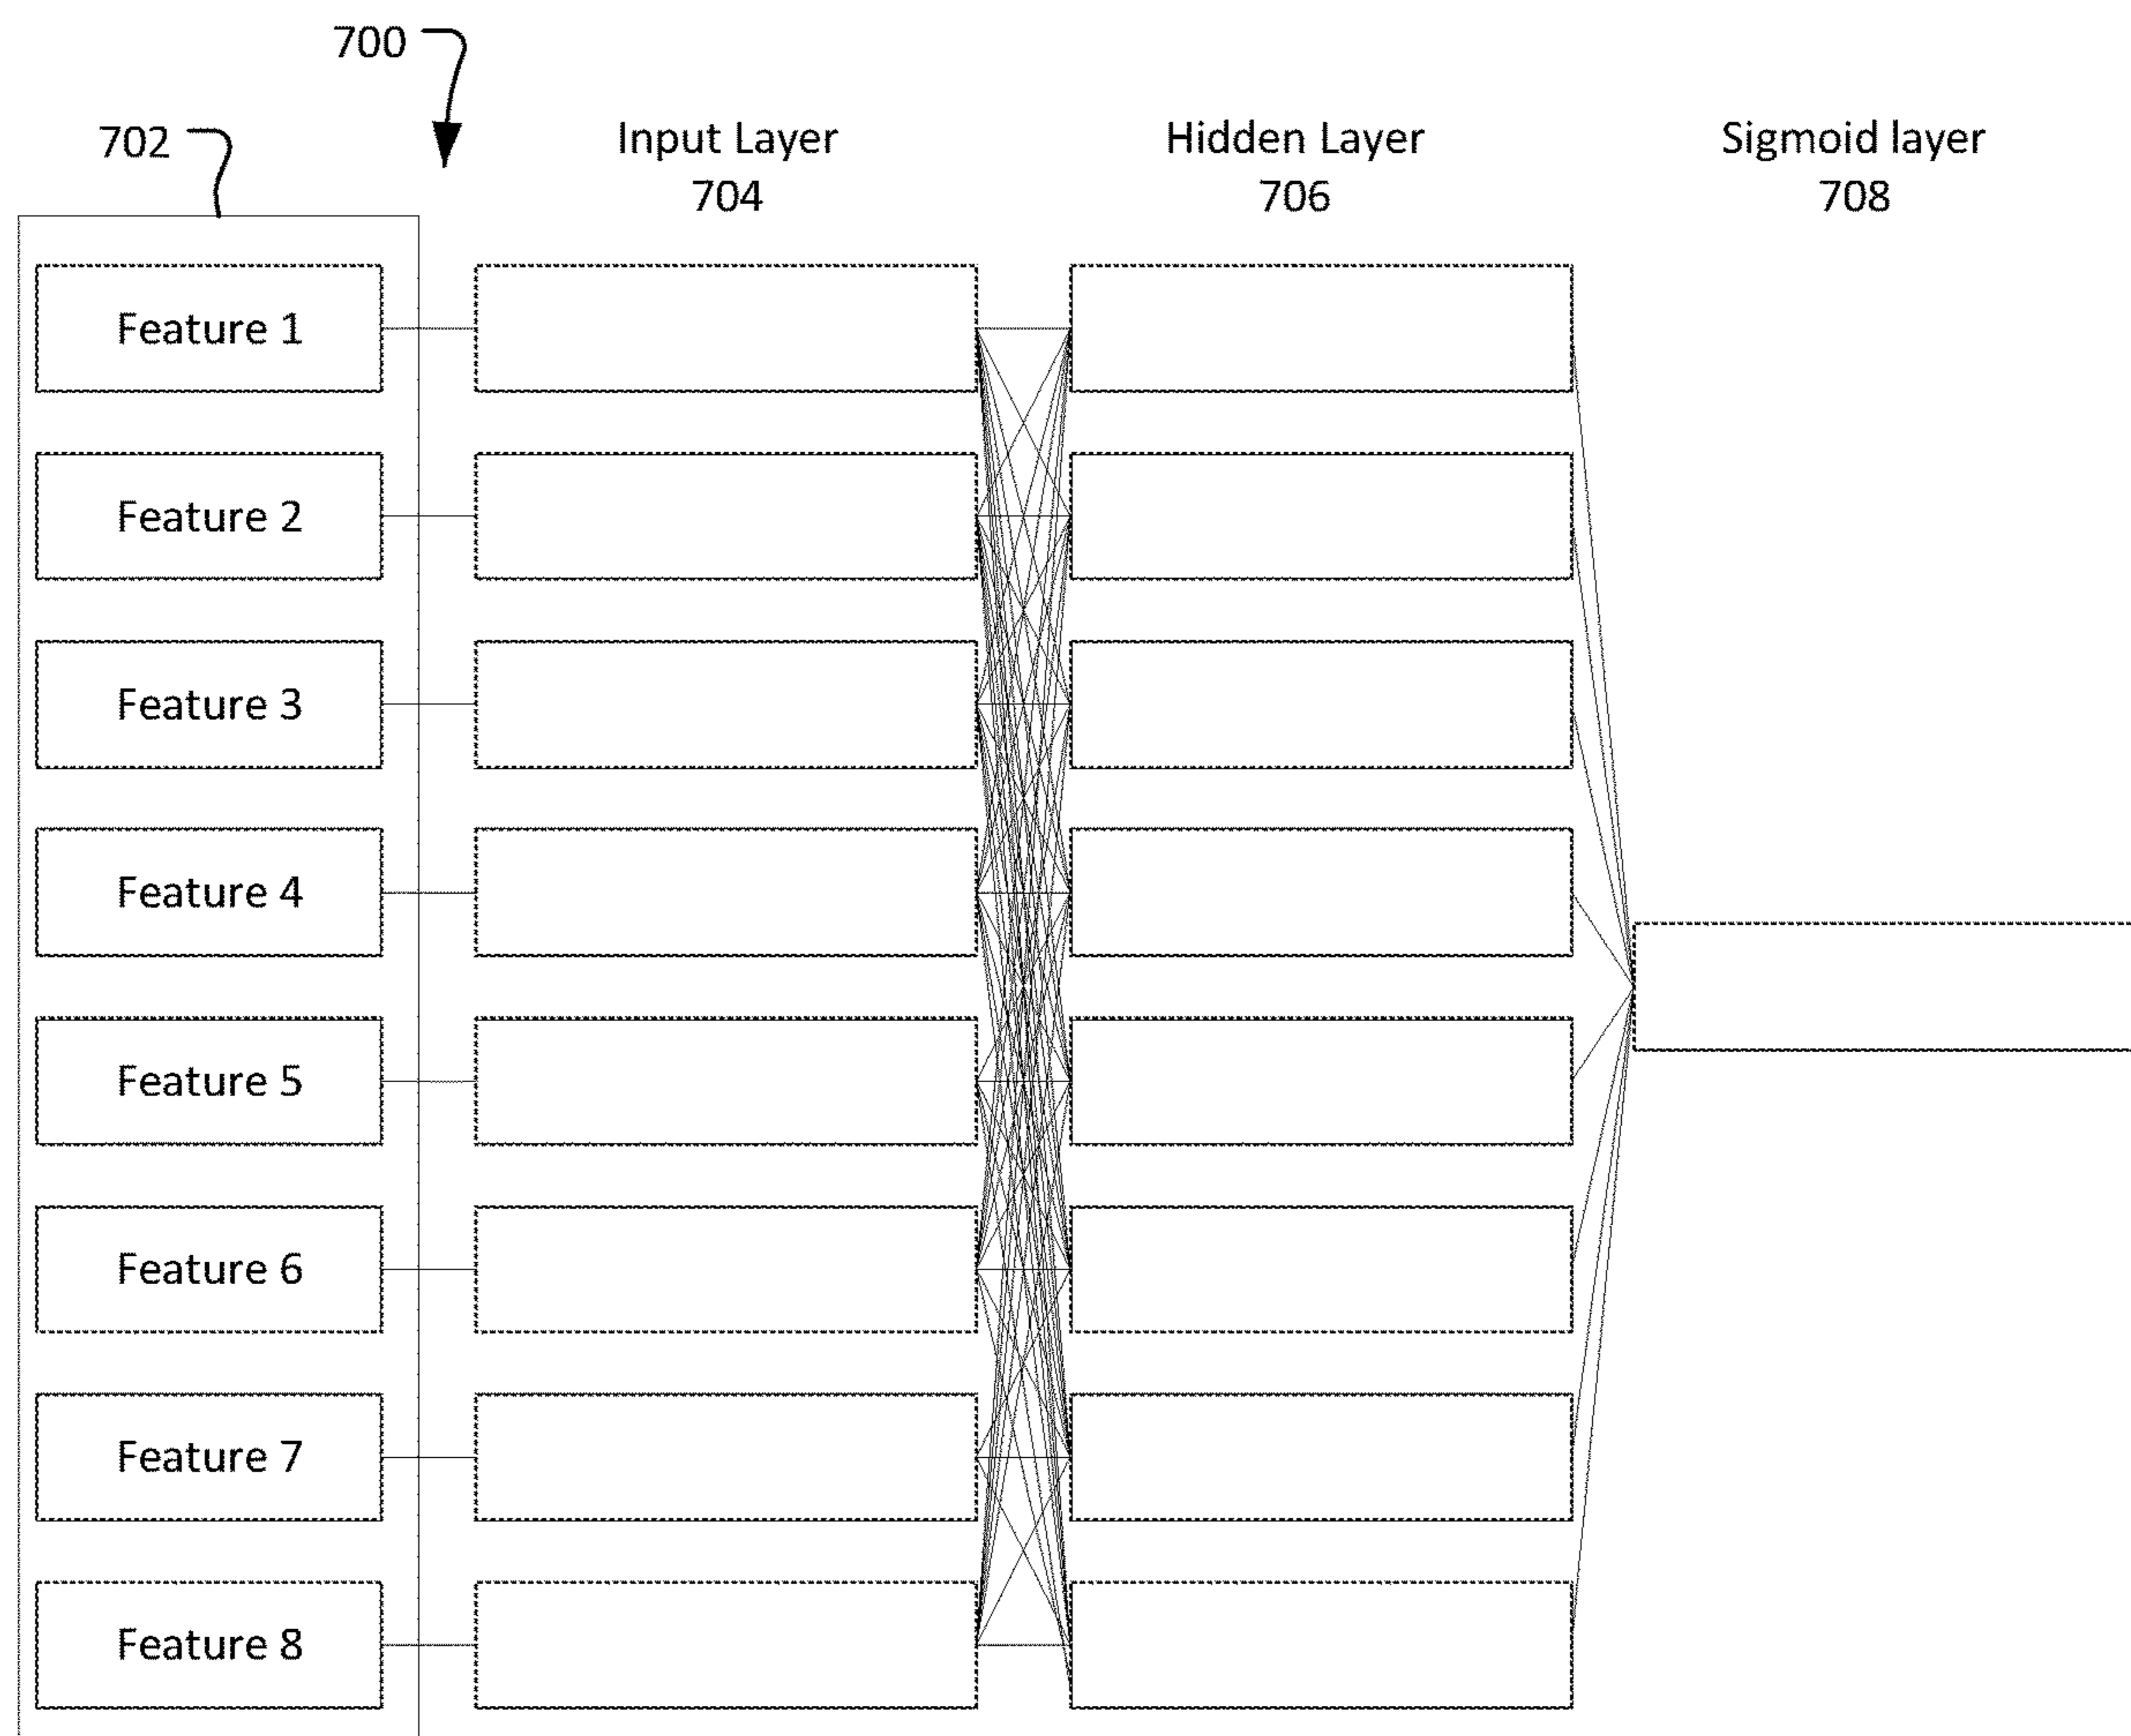 700
702
Input Layer
704
Hidden Layer
706
Sigmoid layer
708
Feature 1
Feature 2
Feature 3
Feature 4
Feature 5
Feature 6
Feature 7
Feature 8